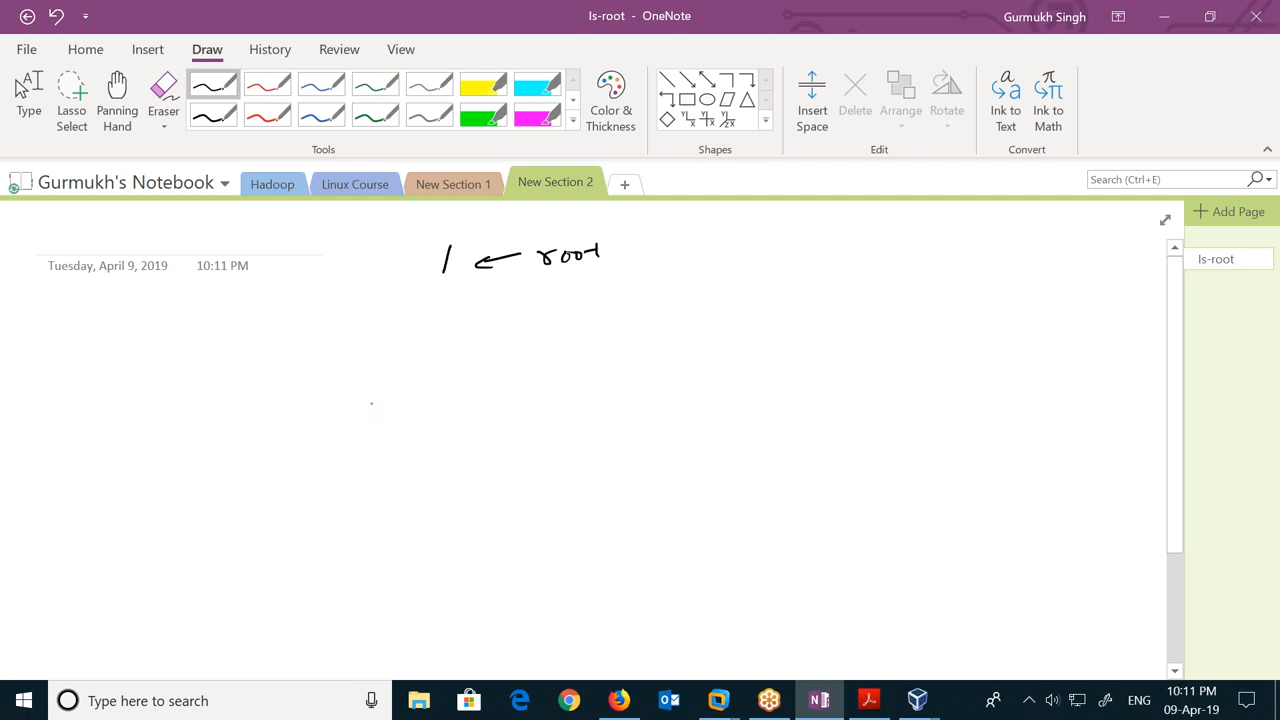 ls-root - OneNote
Gurmukh Singh
File Home Insert Draw History Review View
Type
Lasso Select
Panning Hand
Eraser
Color & Thickness
Insert Space
Delete
Arrange
Rotate
Ink to Text
Ink to Math
Tools
Shapes
Edit
Convert
Gurmukh's Notebook
Hadoop
Linux Course
New Section 1
New Section 2
Search (Ctrl+E)
Add Page
/ ← root
ls-root
Tuesday, April 9, 2019 10:11 PM
Type here to search
ENG
10:11 PM
09-Apr-19